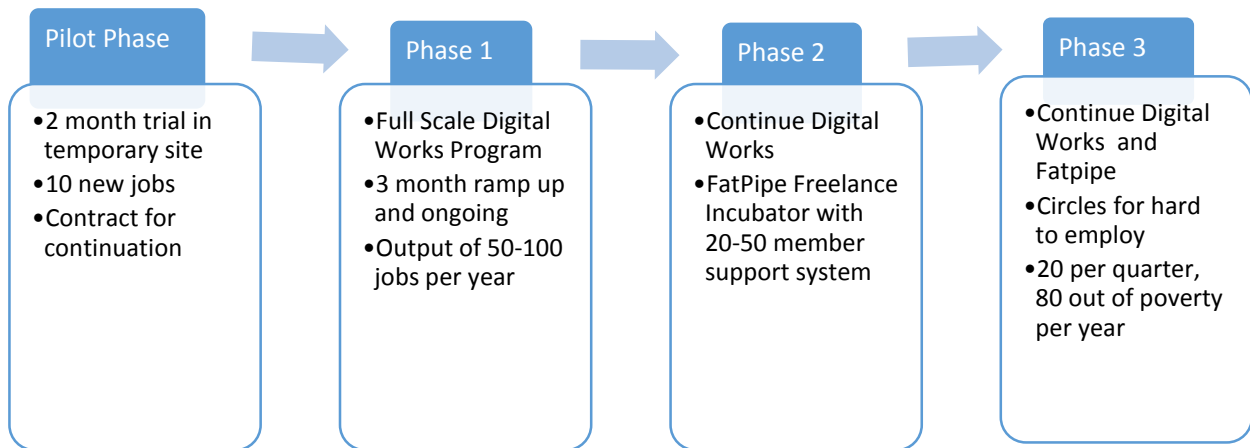 Pilot Phase
•2 month trial in
temporary site
•10 new jobs
•Contract for
continuation
Phase 1
•Full Scale Digital
Works Program
•3 month ramp up
and ongoing
•Output of 50-100
jobs per year
Phase 2
•Continue Digital
Works
•FatPipe Freelance
Incubator with
20-50 member
support system
Phase 3
•Continue Digital
Works and
Fatpipe
•Circles for hard
to employ
•20 per quarter,
80 out of poverty
per year